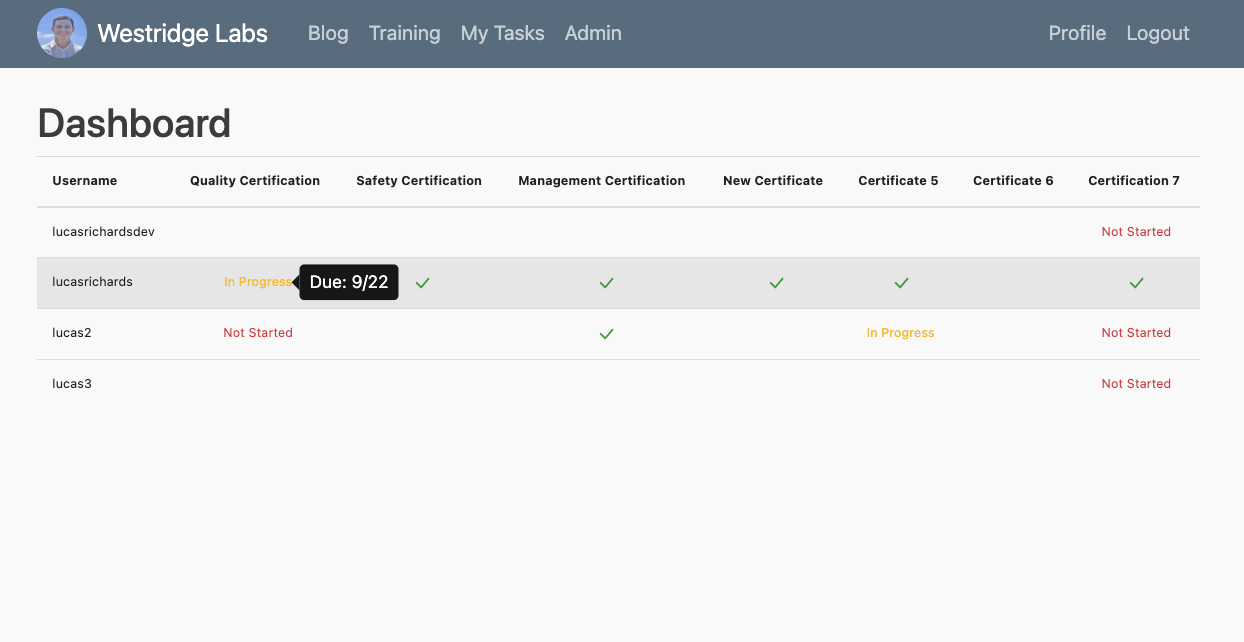 Westridge Labs Blog Training My Tasks Admin Profile Logout
Dashboard
Username Quality Certification Safety Certification Management Certification New Certificate Certificate 5 Certificate 6 Certification 7
lucasrichardsdev Not Started
lucasrichards In Progress Due: 9/22
lucas2 Not Started In Progress Not Started
lucas3 Not Started